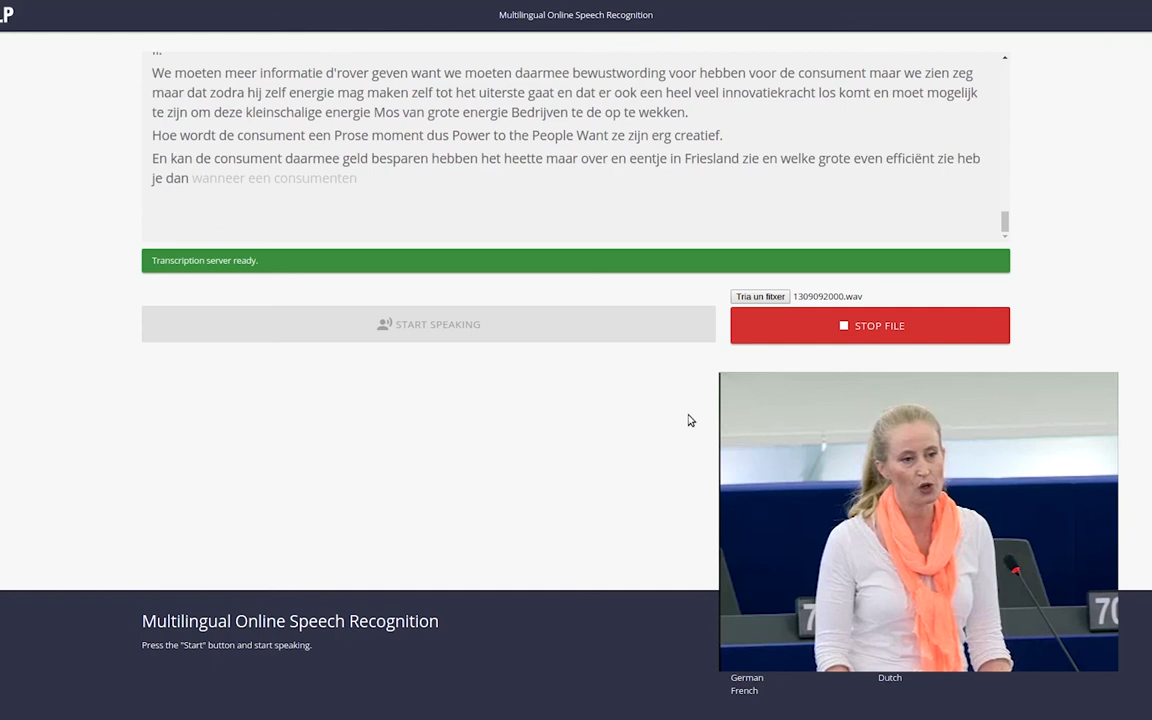 LP
Multilingual Online Speech Recognition
We moeten meer informatie d'rover geven want we moeten daarmee bewustwording voor hebben voor de consument maar we zien zeg
maar dat zodra hij zelf energie mag maken zelf tot het uiterste gaat en dat er ook een heel veel innovatiekracht los komt en moet mogelijk
te zijn om deze kleinschalige energie Mos van grote energie Bedrijven te de op te wekken.
Hoe wordt de consument een Prose moment dus Power to the People Want ze zijn erg creatief.
En kan de consument daarmee geld besparen hebben het heette maar over en eentje in Friesland zie en welke grote even efficiënt zie heb
je dan wanneer een consumenten
Transcription server ready.
Tria un fitxer 1309092000.wav
START SPEAKING
STOP FILE
Multilingual Online Speech Recognition
Press the "Start" button and start speaking.
7
70
German
Dutch
French